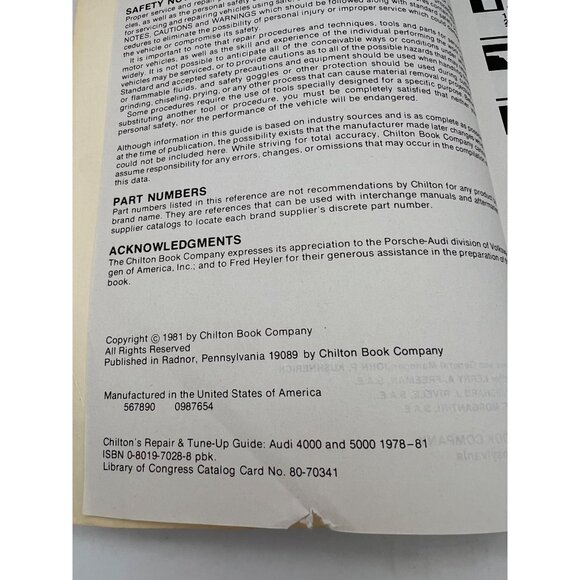 SAFETY NO
Proper service and repair
cles, as well as the personal safety
for servicing and repairing vehicles using safe,
NOTES, CAUTIONS and WARNINGS which should be followed along with standard
cedures to eliminate the possibility of personal injury or improper service which could
the vehicle or compromise its safety.
It is important to note that repair procedures and techniques, tools and parts for
motor vehicles, as well as the skill and experience of the individual performing the work
widely. It is not possible to anticipate all of the conceivable ways or conditions under
vehicles may be serviced, or to provide cautions as to all of the possible hazards that may
Standard and accepted safety precautions and equipment should be used when handling
or flammable fluids, and safety goggles or other protection should be used during
grinding, chiseling, prying, or any other process that can cause material removal or
Some procedures require the use of tools specially designed for a specific purpose.
substituting another tool or procedure, you must be completely satisfied that neither
personal safety, nor the performance of the vehicle will be endangered.
Although information in this guide is based on industry sources and is as complete as possible
at the time of publication, the possibility exists that the manufacturer made later changes
could not be included here. While striving for total accuracy, Chilton Book Company
assume responsibility for any errors, changes, or omissions that may occur in the compilation
this data.
PART NUMBERS
Part numbers listed in this reference are not recommendations by Chilton for any product
brand name. They are references that can be used with interchange manuals and
supplier catalogs to locate each brand supplier's discrete part number.
ACKNOWLEDGMENTS
The Chilton Book Company expresses its appreciation to the Porsche-Audi division of Volkswa-
gen of America, Inc.; and to Fred Heyler for their generous assistance in the preparation of
book.
Copyright © 1981 by Chilton Book Company
All Rights Reserved
Published in Radnor, Pennsylvania 19089 by Chilton Book Company
Manufactured in the United States of America
567890 0987654
Chilton's Repair & Tune-Up Guide: Audi 4000 and 5000 1978–81
ISBN 0-8019-7028-8 pbk.
Library of Congress Catalog Card No. 80-70341